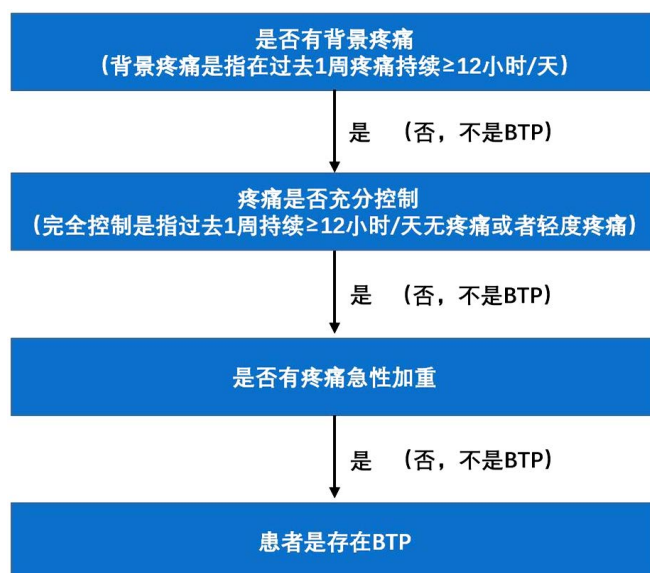 是否有背景疼痛
（背景疼痛是指在过去1周疼痛持续≥12小时/天）
是 （否，不是BTP）
疼痛是否充分控制
（完全控制是指过去1周持续≥12小时/天无疼痛或者轻度疼痛）
是 （否，不是BTP）
是否有疼痛急性加重
是 （否，不是BTP）
患者是存在BTP